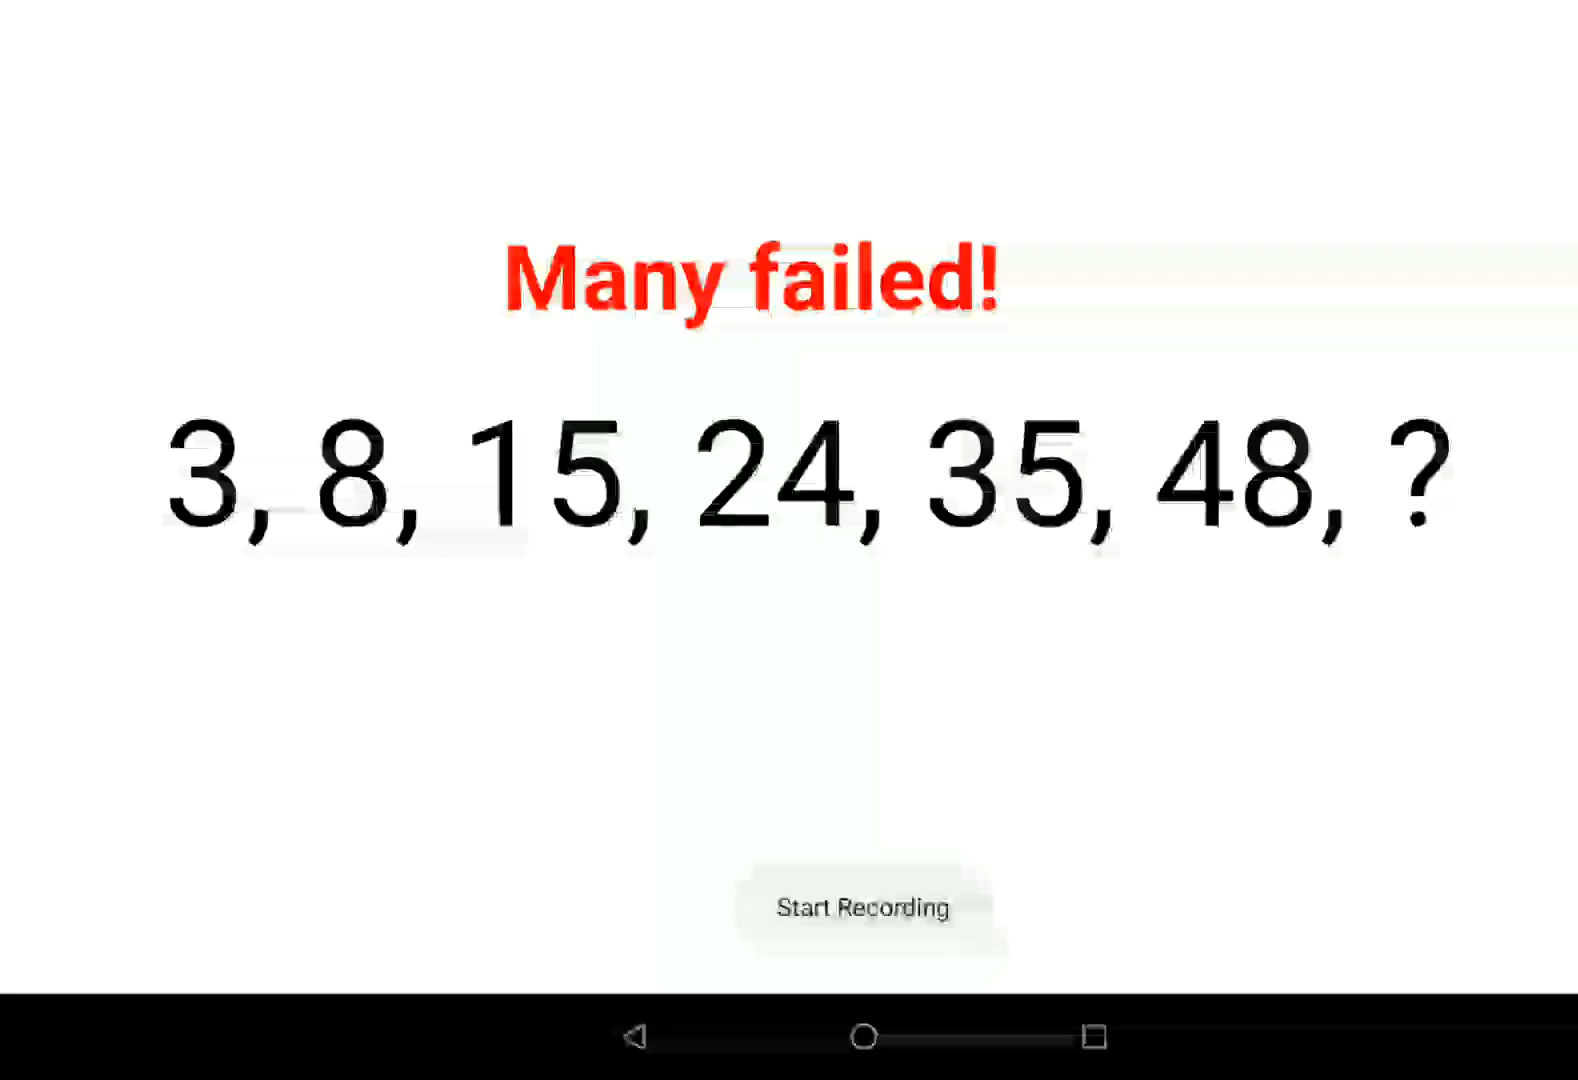 Many failed!
3, 8, 15, 24, 35, 48, ?
Start Recording